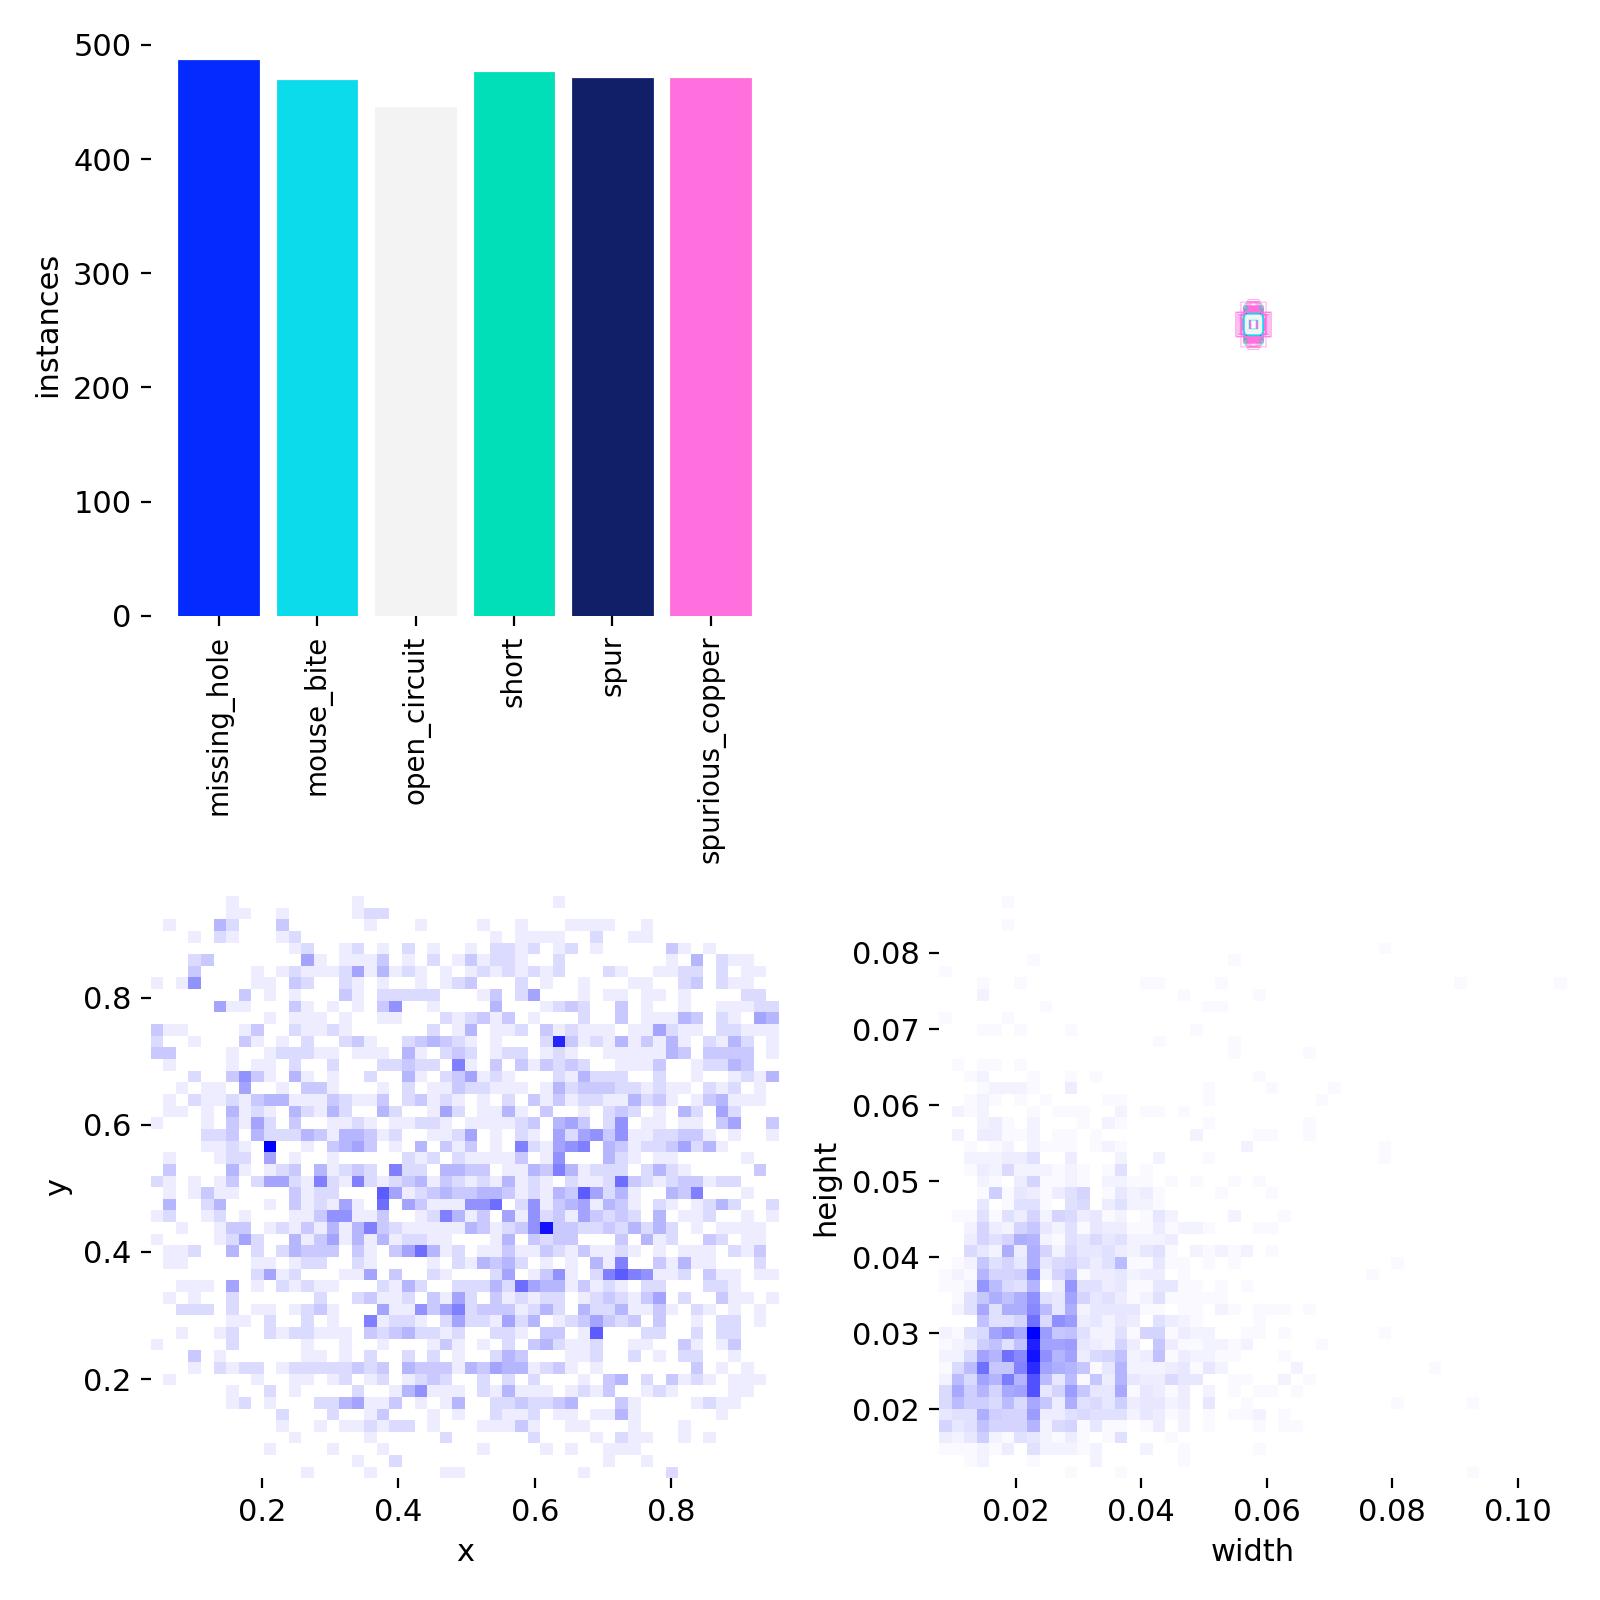 500
400
300
200
100
0
instances
missing_hole
mouse_bite
open_circuit
short
spur
spurious_copper
0.8
0.6
0.4
0.2
y
0.2 0.4 0.6 0.8
x
0.08
0.07
0.06
0.05
0.04
0.03
0.02
height
0.02 0.04 0.06 0.08 0.10
width